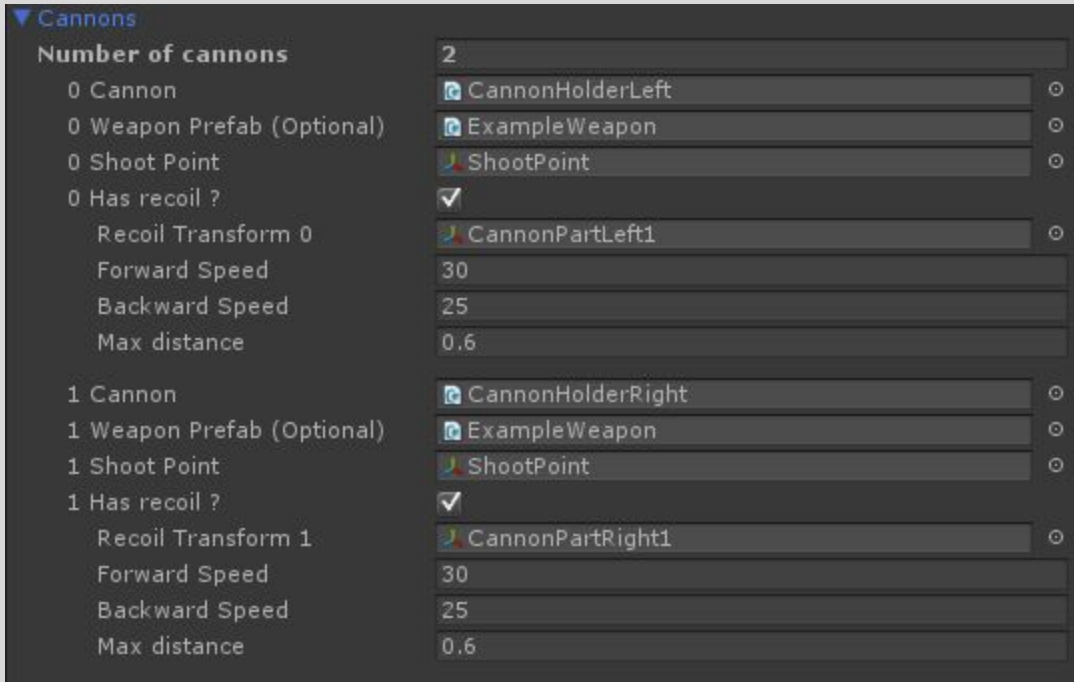 Cannons
Number of cannons 2
0 Cannon CannonHolderLeft
0 Weapon Prefab (Optional) ExampleWeapon
0 Shoot Point ShootPoint
0 Has recoil ?
Recoil Transform 0 CannonPartLeft1
Forward Speed 30
Backward Speed 25
Max distance 0.6
1 Cannon CannonHolderRight
1 Weapon Prefab (Optional) ExampleWeapon
1 Shoot Point ShootPoint
1 Has recoil ?
Recoil Transform 1 CannonPartRight1
Forward Speed 30
Backward Speed 25
Max distance 0.6